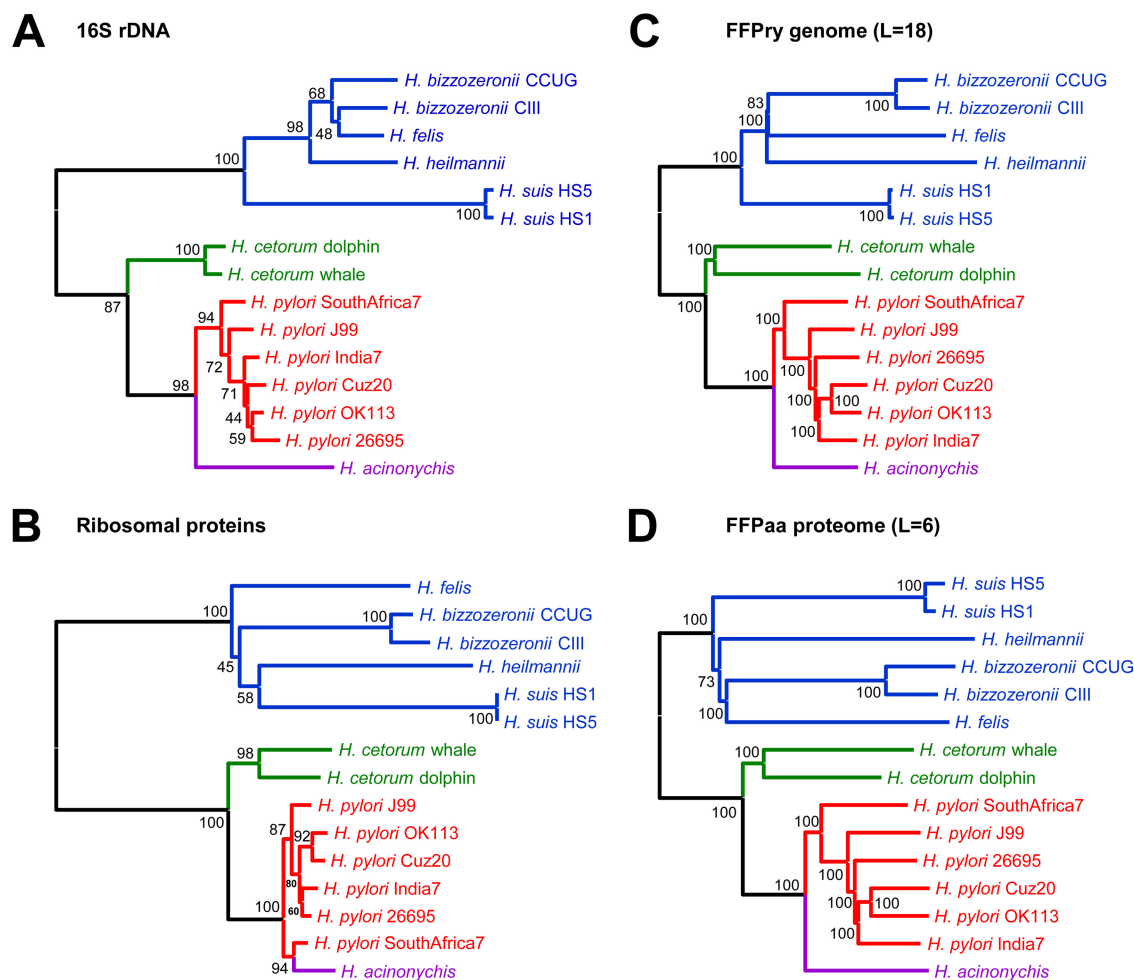 A 16S rDNA
68
H. bizzozeronii CCUG
H. bizzozeronii CIII
98
48
H. felis
100
H. heilmannii
H. suis HS5
100
H. suis HS1
100
H. cetorum dolphin
H. cetorum whale
87
H. pylori SouthAfrica7
94
H. pylori J99
72
H. pylori India7
98
71
H. pylori Cuz20
44
H. pylori OK113
59
H. pylori 26695
H. acinonychis
B Ribosomal proteins
H. felis
100
100
H. bizzozeronii CCUG
H. bizzozeronii CIII
45
H. heilmannii
58
H. suis HS1
100
H. suis HS5
98
H. cetorum whale
H. cetorum dolphin
100
H. pylori J99
87
92
H. pylori OK113
H. pylori Cuz20
80
H. pylori India7
100
60
H. pylori 26695
H. pylori SouthAfrica7
94
H. acinonychis
C FFPry genome (L=18)
H. bizzozeronii CCUG
83
100
H. bizzozeronii CIII
100
H. felis
100
H. heilmannii
H. suis HS1
100
H. suis HS5
100
H. cetorum whale
H. cetorum dolphin
100
H. pylori SouthAfrica7
100
H. pylori J99
100
H. pylori 26695
100
H. pylori Cuz20
100
100
H. pylori OK113
100
H. pylori India7
H. acinonychis
D FFPaa proteome (L=6)
100
H. suis HS5
H. suis HS1
100
H. heilmannii
73
H. bizzozeronii CCUG
100
H. bizzozeronii CIII
100
H. felis
100
H. cetorum whale
H. cetorum dolphin
100
H. pylori SouthAfrica7
100
H. pylori J99
100
H. pylori 26695
100
H. pylori Cuz20
100
100
H. pylori OK113
100
H. pylori India7
H. acinonychis